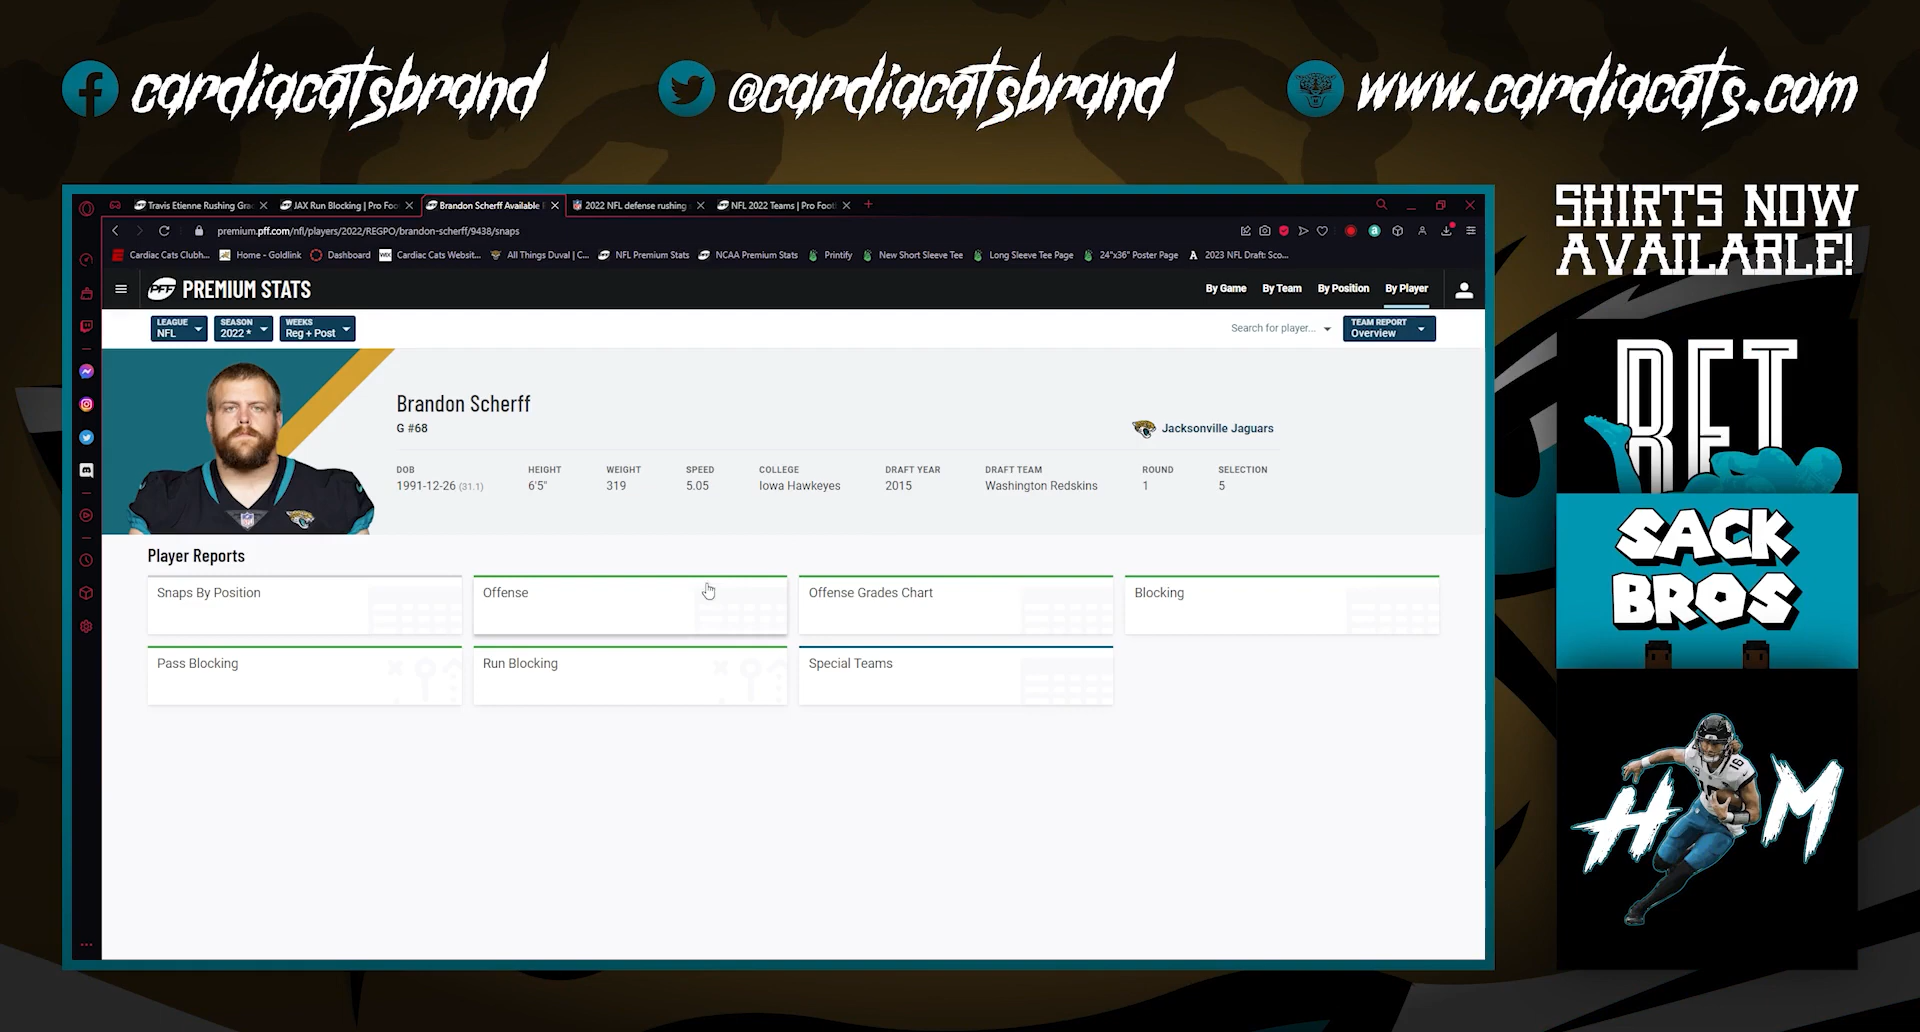 cardiacatsbrand
@cardiacatsbrand
www.cardiacats.com
SHIRTS NOW
AVAILABLE!
Travis Etienne Rushing Gra
JAX Run Blocking | Pro Foo
Brandon Scherff Available
2022 NFL defense rushing
NFL 2022 Teams | Pro Foot
premium.pff.com/nfl/players/2022/REGPO/brandon-scherff/9438/snaps
Cardiac Cats Clubh...
Home - Goldlink
Dashboard
WIX
Cardiac Cats Websit...
All Things Duval | C...
NFL Premium Stats
NCAA Premium Stats
Printify
New Short Sleeve Tee
Long Sleeve Tee Page
24"x36" Poster Page
2023 NFL Draft: Sco...
PFF PREMIUM STATS
By Game
By Team
By Position
By Player
LEAGUE
NFL
SEASON
2022 *
WEEKS
Reg + Post
Search for player...
TEAM REPORT
Overview
Brandon Scherff
G #68
Jacksonville Jaguars
DOB HEIGHT WEIGHT SPEED COLLEGE DRAFT YEAR DRAFT TEAM ROUND SELECTION
1991-12-26 (31.1) 6'5" 319 5.05 Iowa Hawkeyes 2015 Washington Redskins 1 5
Player Reports
Snaps By Position
Offense
Offense Grades Chart
Blocking
Pass Blocking
Run Blocking
Special Teams
SACK
BROS
H M
16